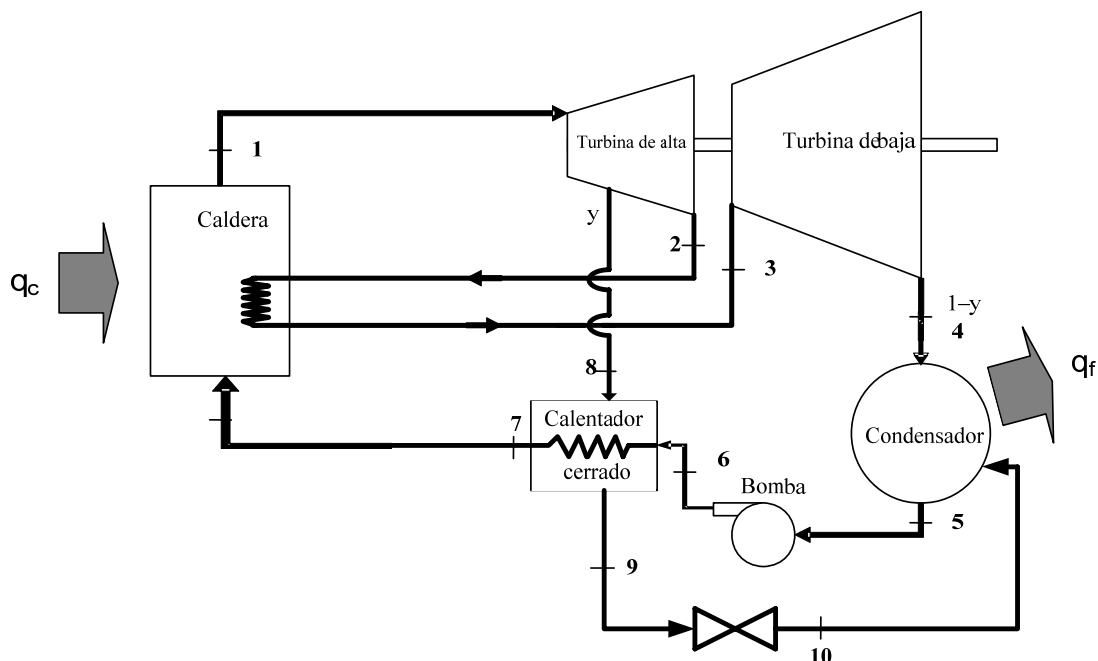 Turbina de alta
Turbina debaja
1
Caldera
y
2
3
qc
1–y
4
8
qf
7
Calentador
cerrado
6
Condensador
Bomba
5
9
10